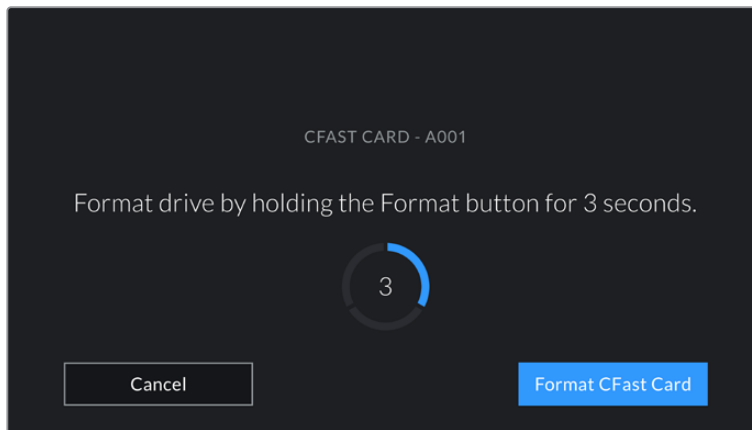 CFAST CARD - A001
Format drive by holding the Format button for 3 seconds.
3
Cancel
Format CFast Card